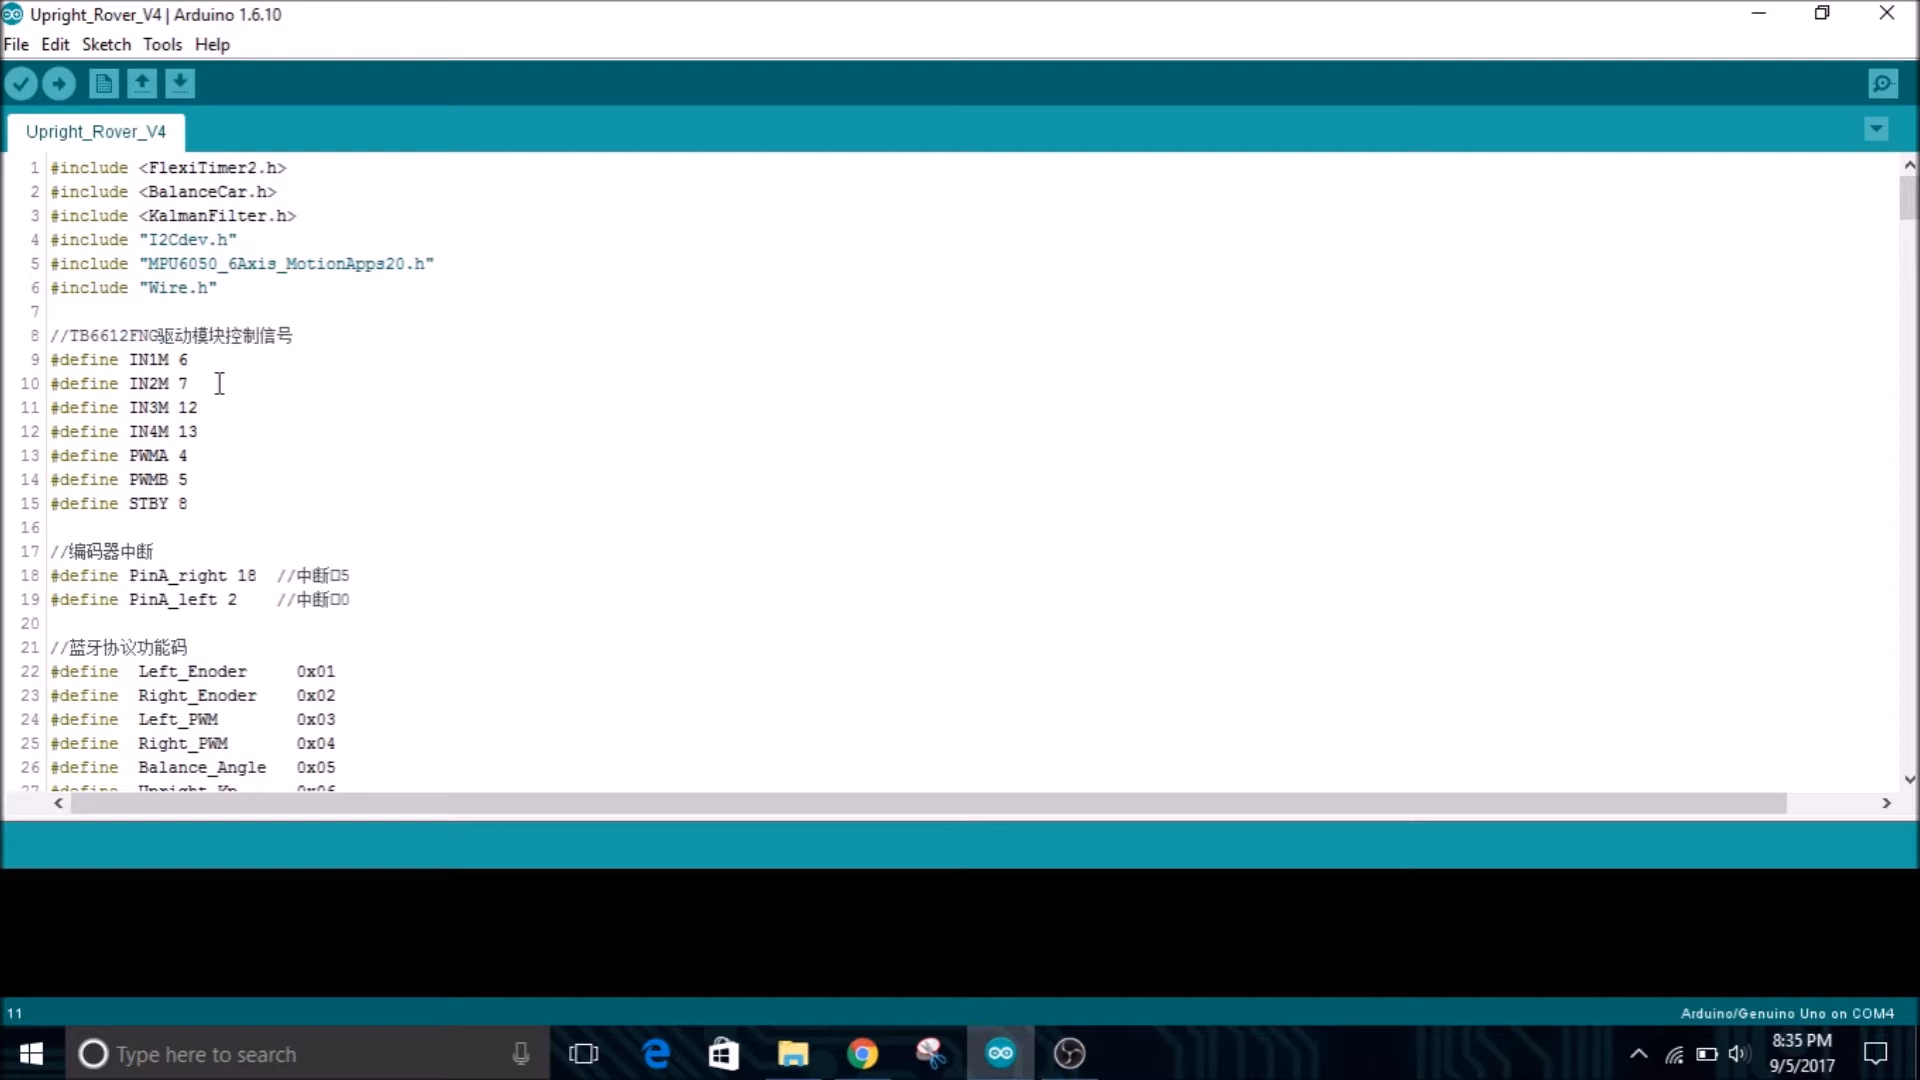 Upright_Rover_V4 | Arduino 1.6.10
File Edit Sketch Tools Help
Upright_Rover_V4
1 #include <FlexiTimer2.h>
2 #include <BalanceCar.h>
3 #include <KalmanFilter.h>
4 #include "I2Cdev.h"
5 #include "MPU6050_6Axis_MotionApps20.h"
6 #include "Wire.h"
7
8 //TB6612FNG驱动模块控制信号
9 #define IN1M 6
10 #define IN2M 7
11 #define IN3M 12
12 #define IN4M 13
13 #define PWMA 4
14 #define PWMB 5
15 #define STBY 8
16
17 //编码器中断
18 #define PinA_right 18 //中断□5
19 #define PinA_left 2 //中断□0
20
21 //蓝牙协议功能码
22 #define Left_Enoder 0x01
23 #define Right_Enoder 0x02
24 #define Left_PWM 0x03
25 #define Right_PWM 0x04
26 #define Balance_Angle 0x05
27 #define Upright_Kp 0x06
11 Arduino/Genuino Uno on COM4
Type here to search
8:35 PM
9/5/2017